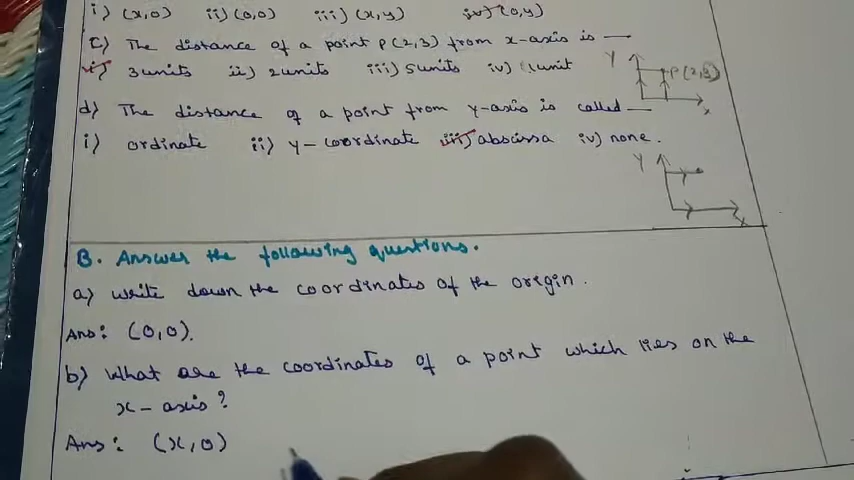 i) (x,0) ii) (0,0) iii) (x,y) iv) (0,y)
c) The distance of a point P(2,3) from x-axis is ___
i) 3units ii) 2units iii) 5units iv) 1unit
Y P(2,3)
x
d) The distance of a point from y-axis is called ___
i) ordinate ii) y-coordinate iii) abscissa iv) none.
Y
X
B. Answer the following questions.
a) write down the coordinates of the origin.
Ans: (0,0).
b) What are the coordinates of a point which lies on the
x-axis?
Ans: (x,0)